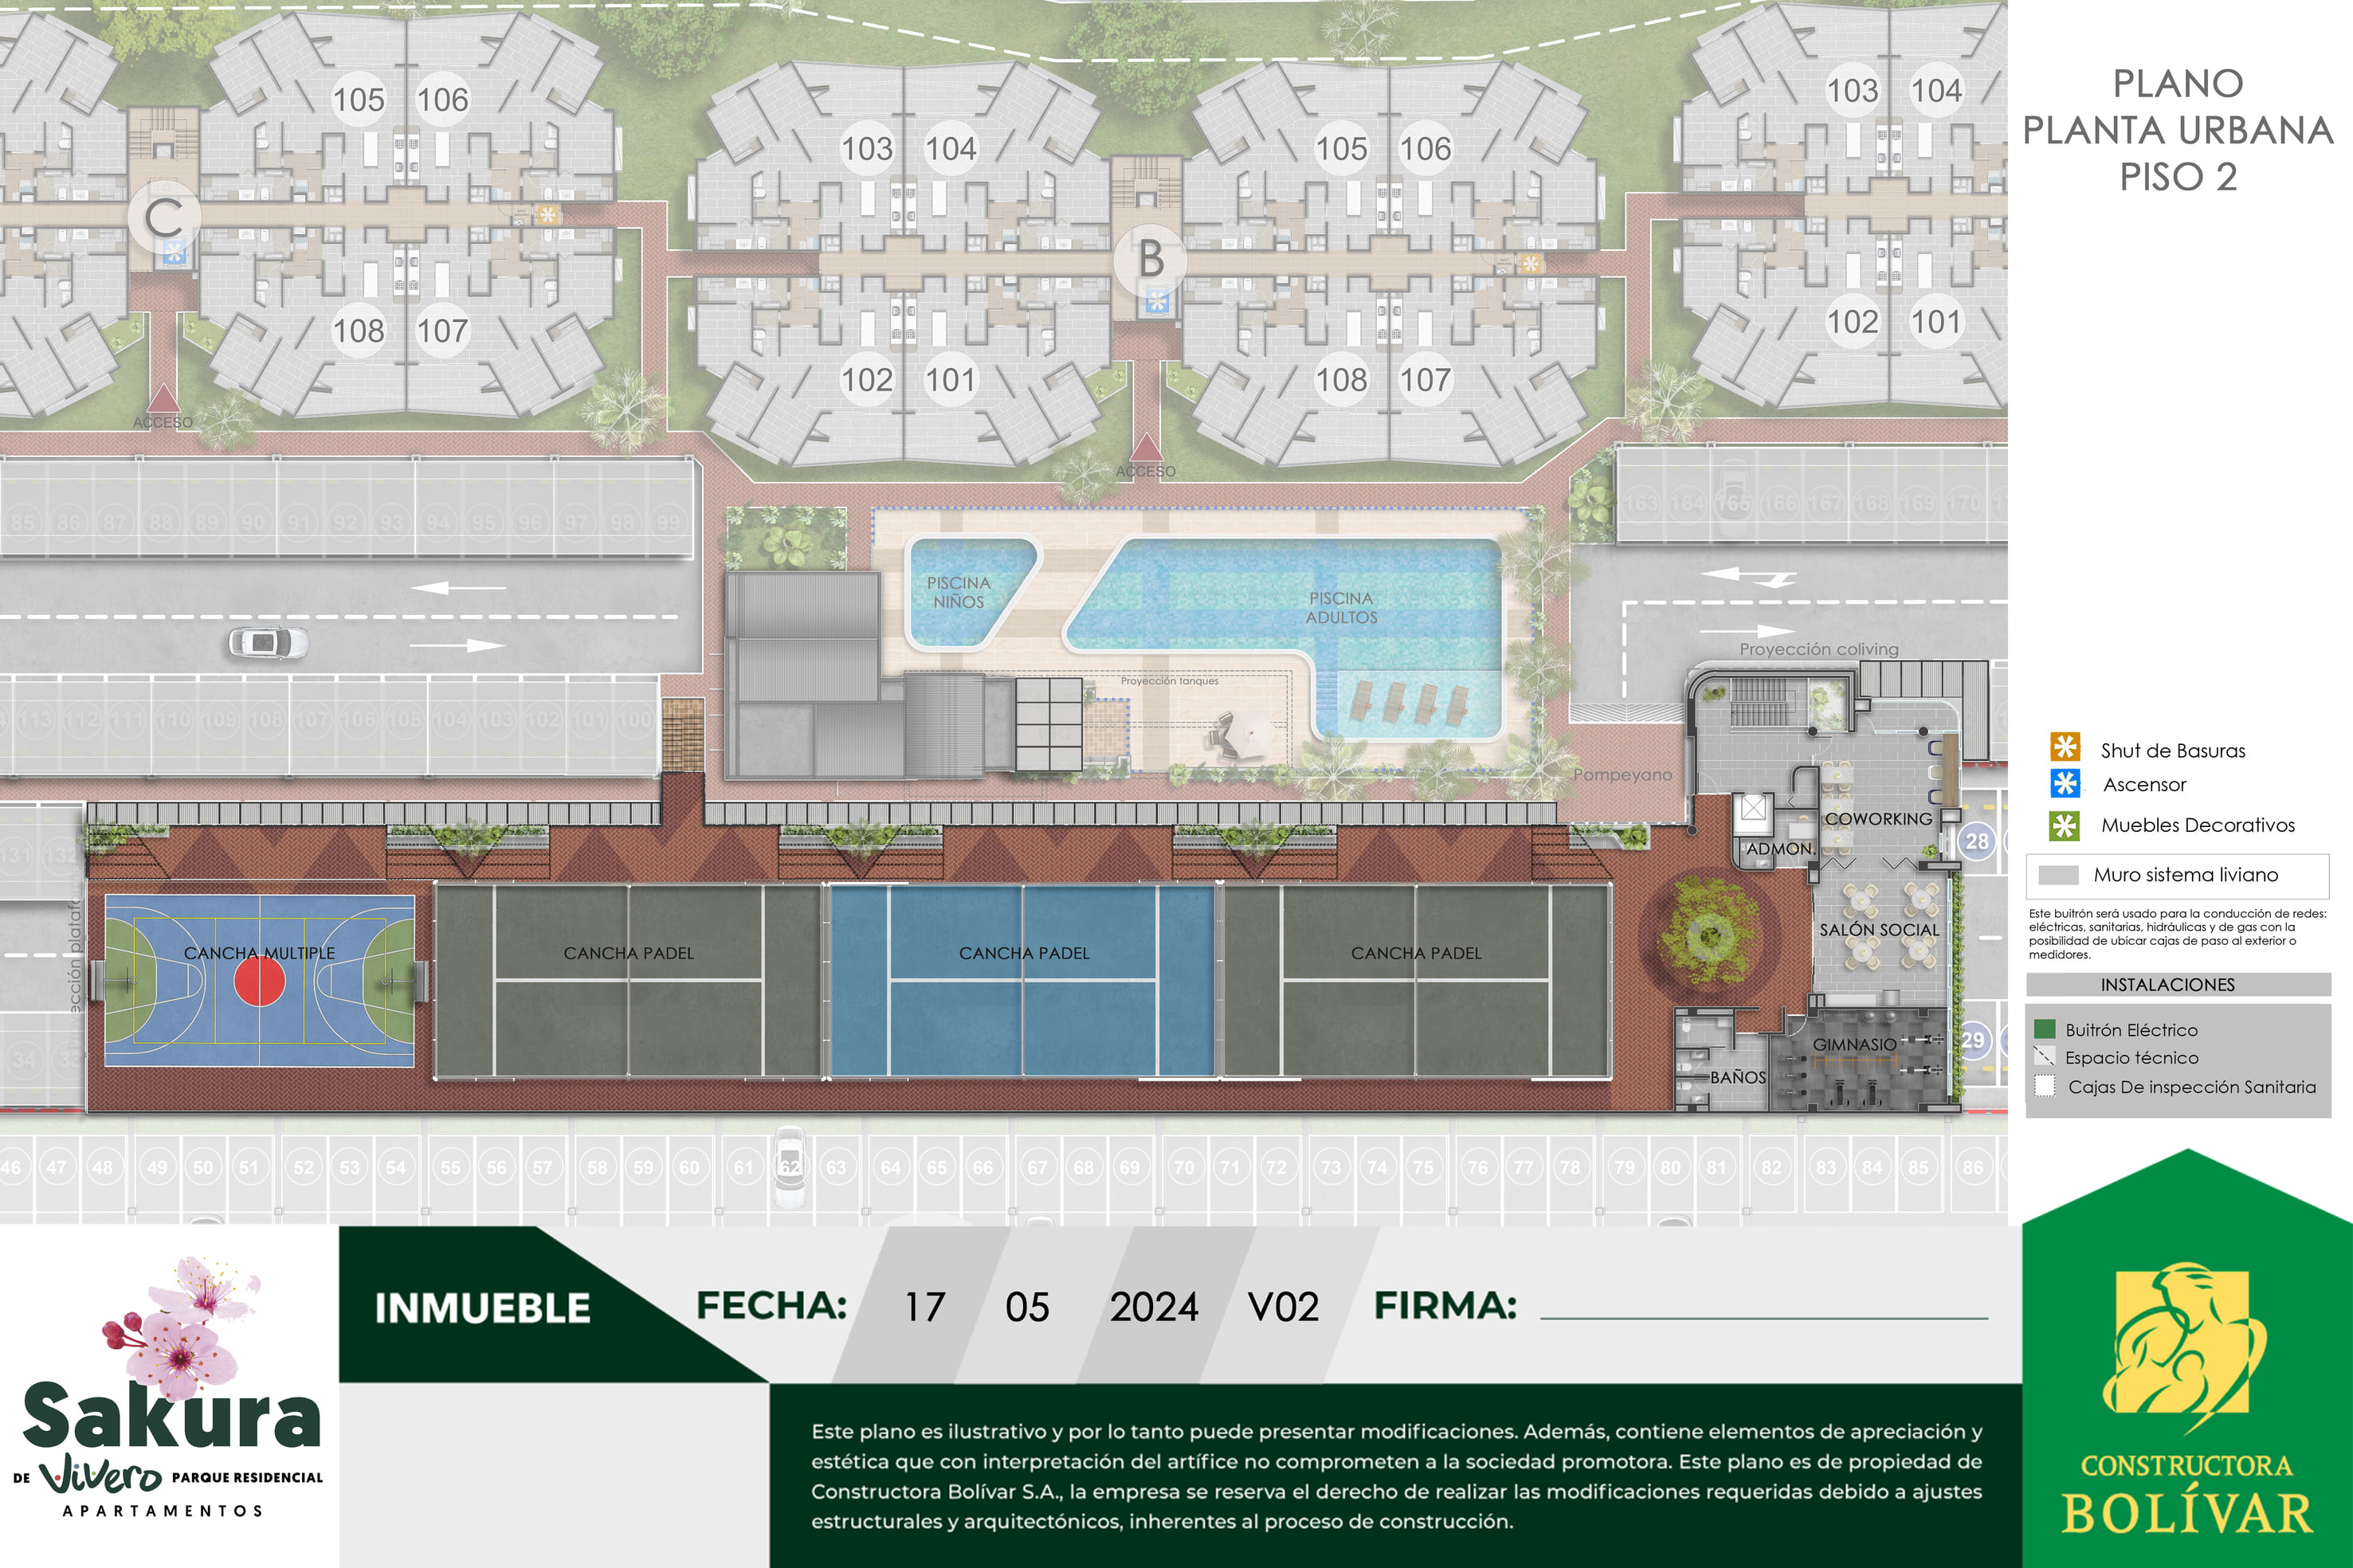 PLANO
PLANTA URBANA
PISO 2
105 106
103 104
103 104
105 106
C
B
108 107
102 101
102 101
108 107
ACCESO
ACCESO
85 86 87 88 89 90 91 92 93 94 95 96 97 98 99
163 164 165 166 167 168 169 170
PISCINA
NIÑOS
PISCINA
ADULTOS
Proyección coliving
Proyección tanques
113 112 111 110 109 108 107 106 105 104 103 102 101 100
Pompeyano
131 132
COWORKING
28
ADMON.
CANCHA MULTIPLE
CANCHA PADEL
CANCHA PADEL
CANCHA PADEL
SALÓN SOCIAL
34 33
GIMNASIO
29
BAÑOS
46 47 48 49 50 51 52 53 54 55 56 57 58 59 60 61 62 63 64 65 66 67 68 69 70 71 72 73 74 75 76 77 78 79 80 81 82 83 84 85 86
Shut de Basuras
Ascensor
Muebles Decorativos
Muro sistema liviano
Este buitrón será usado para la conducción de redes:
eléctricas, sanitarias, hidráulicas y de gas con la
posibilidad de ubicar cajas de paso al exterior o
medidores.
INSTALACIONES
Buitrón Eléctrico
Espacio técnico
Cajas De inspección Sanitaria
INMUEBLE
FECHA: 17 05 2024 V02 FIRMA:
Sakura
DE ViVero PARQUE RESIDENCIAL
APARTAMENTOS
Este plano es ilustrativo y por lo tanto puede presentar modificaciones. Además, contiene elementos de apreciación y
estética que con interpretación del artífice no comprometen a la sociedad promotora. Este plano es de propiedad de
Constructora Bolívar S.A., la empresa se reserva el derecho de realizar las modificaciones requeridas debido a ajustes
estructurales y arquitectónicos, inherentes al proceso de construcción.
CONSTRUCTORA
BOLÍVAR